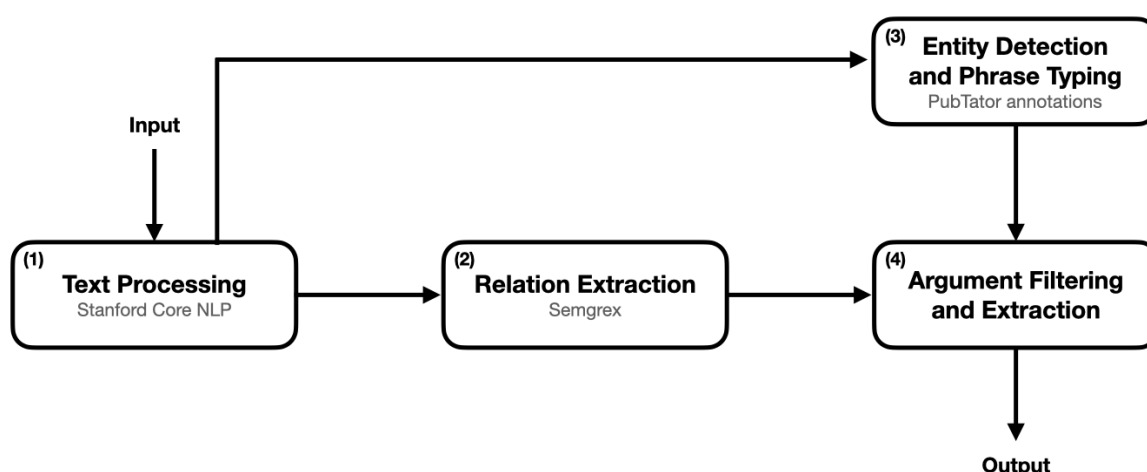 (3)
Entity Detection
and Phrase Typing
PubTator annotations
Input
(1)
Text Processing
Stanford Core NLP
(2)
Relation Extraction
Semgrex
(4)
Argument Filtering
and Extraction
Output